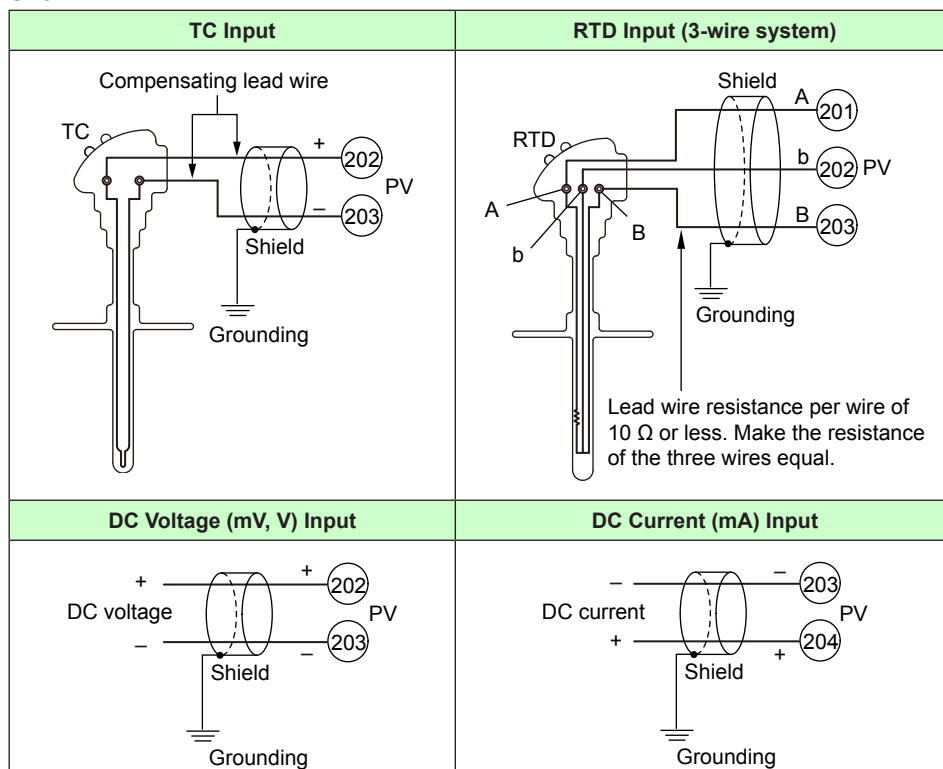 TC Input
Compensating lead wire
TC
+
202
PV
–
203
Shield
Grounding
RTD Input (3-wire system)
Shield
A
201
RTD
b
202 PV
A
B
B
203
b
Grounding
Lead wire resistance per wire of
10 Ω or less. Make the resistance
of the three wires equal.
DC Voltage (mV, V) Input
+
+
202
DC voltage
PV
–
–
203
Shield
Grounding
DC Current (mA) Input
–
–
203
DC current
PV
+
+
204
Shield
Grounding